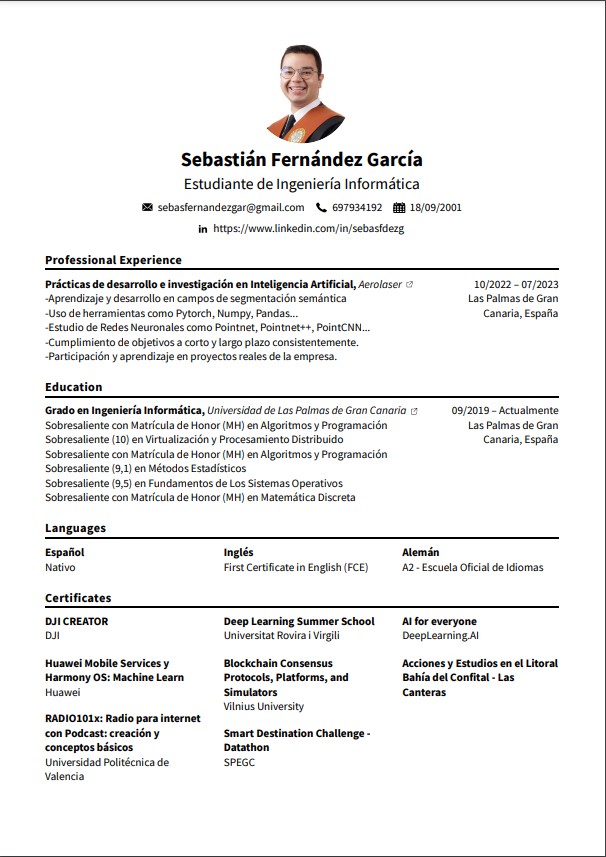 Sebastián Fernández García
Estudiante de Ingeniería Informática
sebasfernandezgar@gmail.com 697934192 18/09/2001
in https://www.linkedin.com/in/sebasfdezg
Professional Experience
Prácticas de desarrollo e investigación en Inteligencia Artificial, Aerolaser 10/2022 – 07/2023
-Aprendizaje y desarrollo en campos de segmentación semántica Las Palmas de Gran
-Uso de herramientas como Pytorch, Numpy, Pandas... Canaria, España
-Estudio de Redes Neuronales como Pointnet, Pointnet++, PointCNN...
-Cumplimiento de objetivos a corto y largo plazo consistentemente.
-Participación y aprendizaje en proyectos reales de la empresa.
Education
Grado en Ingeniería Informática, Universidad de Las Palmas de Gran Canaria 09/2019 – Actualmente
Sobresaliente con Matrícula de Honor (MH) en Algoritmos y Programación Las Palmas de Gran
Sobresaliente (10) en Virtualización y Procesamiento Distribuido Canaria, España
Sobresaliente con Matrícula de Honor (MH) en Algoritmos y Programación
Sobresaliente (9,1) en Métodos Estadísticos
Sobresaliente (9,5) en Fundamentos de Los Sistemas Operativos
Sobresaliente con Matrícula de Honor (MH) en Matemática Discreta
Languages
Español
Nativo
Inglés
First Certificate in English (FCE)
Alemán
A2 - Escuela Oficial de Idiomas
Certificates
DJI CREATOR
DJI
Deep Learning Summer School
Universitat Rovira i Virgili
AI for everyone
DeepLearning.AI
Huawei Mobile Services y
Harmony OS: Machine Learn
Huawei
Blockchain Consensus
Protocols, Platforms, and
Simulators
Vilnius University
Acciones y Estudios en el Litoral
Bahía del Confital - Las
Canteras
RADIO101x: Radio para internet
con Podcast: creación y
conceptos básicos
Universidad Politécnica de
Valencia
Smart Destination Challenge -
Datathon
SPEGC